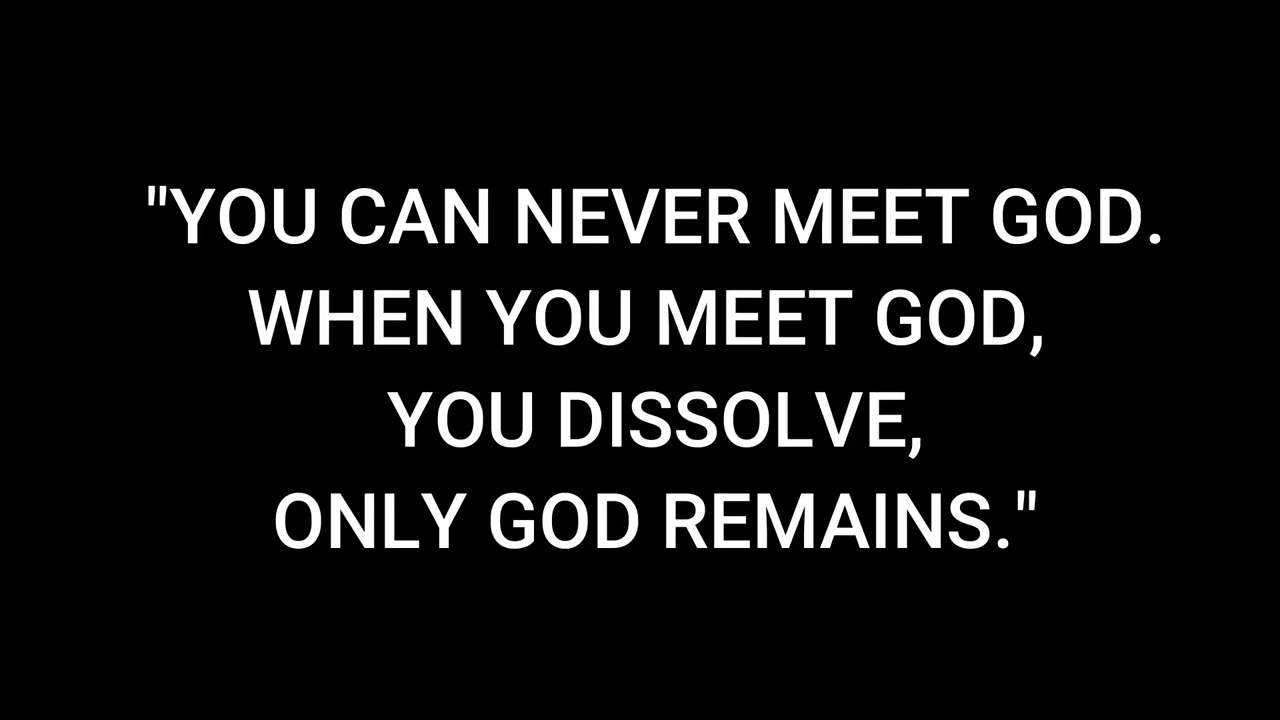 "YOU CAN NEVER MEET GOD.
WHEN YOU MEET GOD,
YOU DISSOLVE,
ONLY GOD REMAINS."